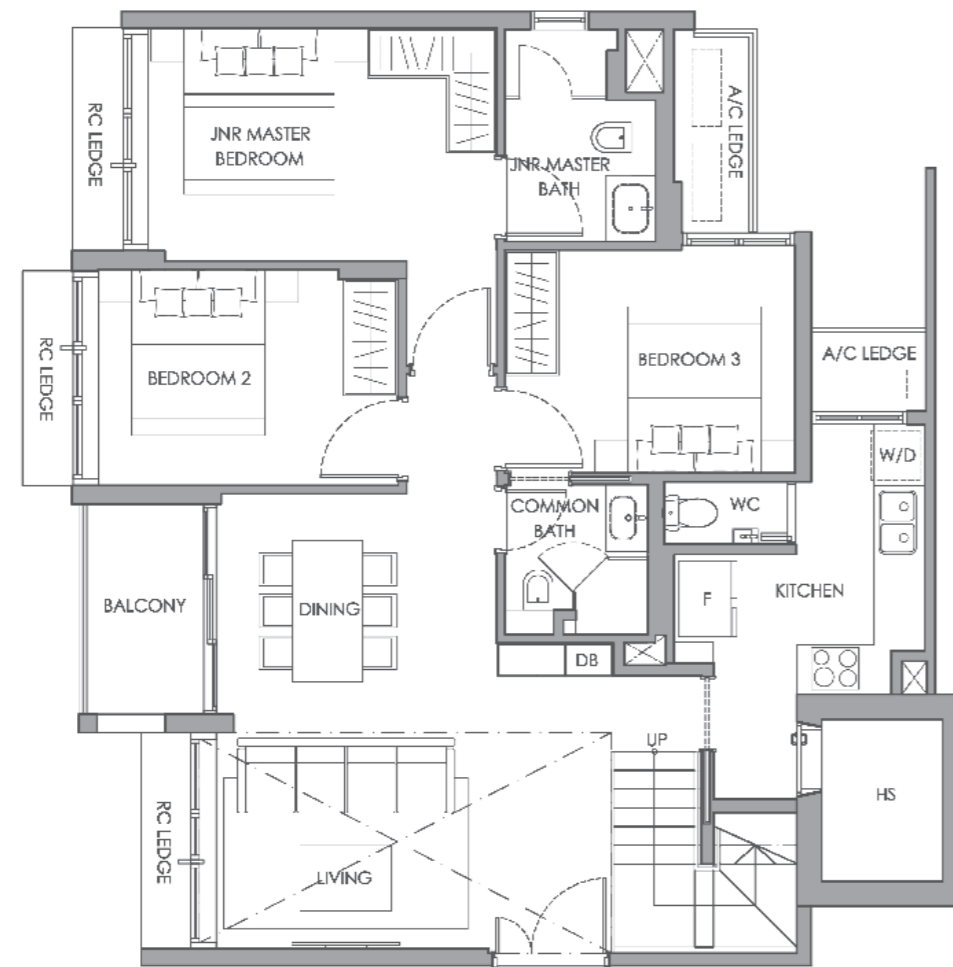 RC LEDGE
JNR MASTER
BEDROOM
JNR MASTER
BATH
A/C LEDGE
RC LEDGE
BEDROOM 2
BEDROOM 3
A/C LEDGE
W/D
COMMON
BATH
WC
BALCONY
DINING
F
KITCHEN
DB
UP
RC LEDGE
LIVING
HS